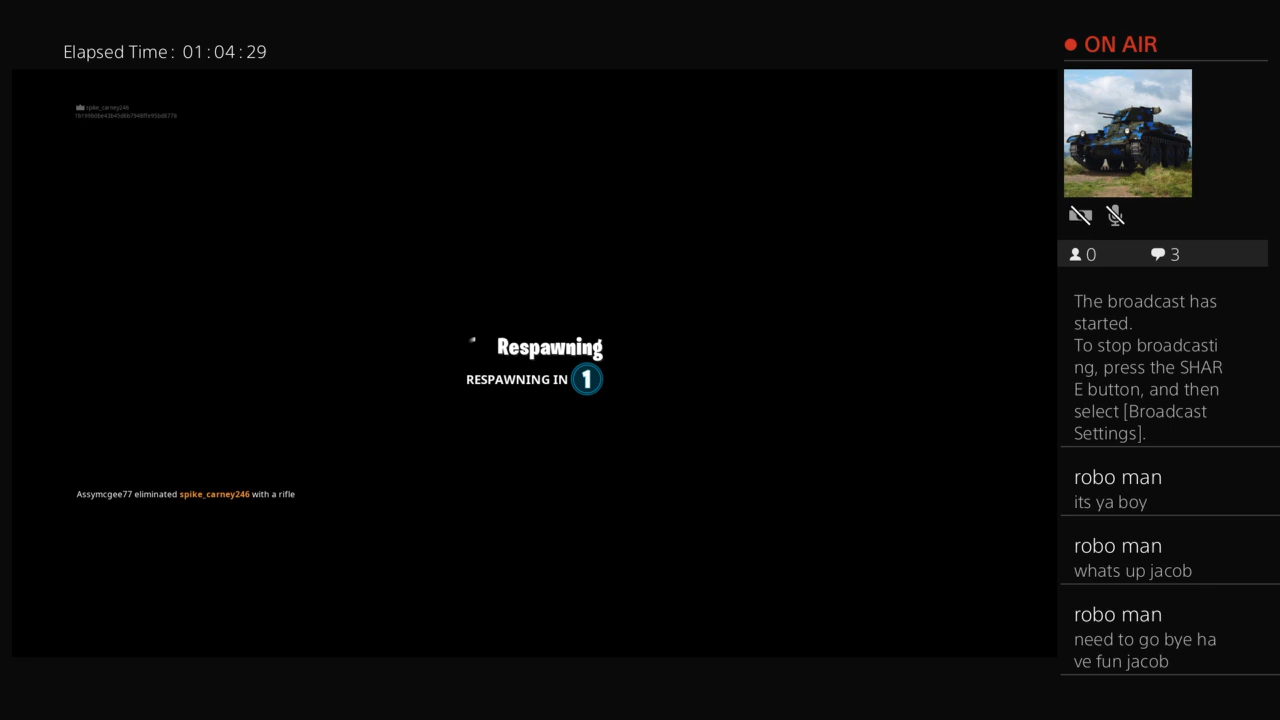 Elapsed Time: 01:04:29
ON AIR
spike_carney246
0
3
The broadcast has
started.
To stop broadcasti
ng, press the SHAR
E button, and then
select [Broadcast
Settings].
Respawning
RESPAWNING IN 1
robo man
its ya boy
Assymcgee77 eliminated spike_carney246 with a rifle
robo man
whats up jacob
robo man
need to go bye ha
ve fun jacob